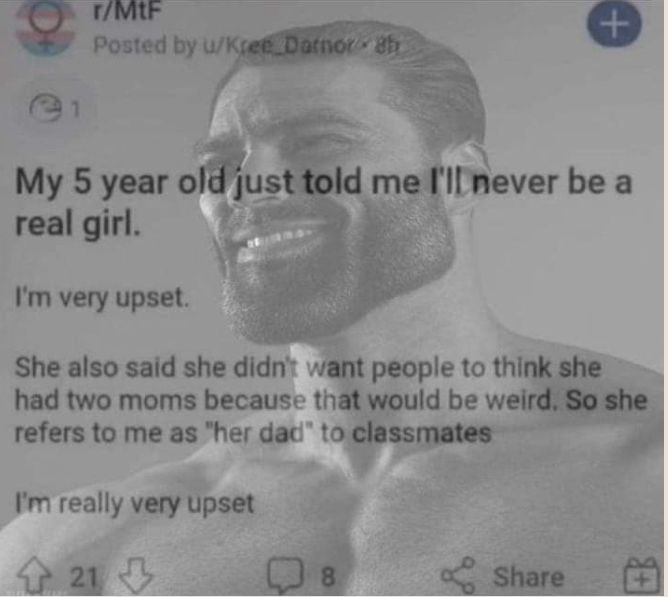 r/MtF
Posted by u/Kree_Darnor • 8h
1
My 5 year old just told me I'll never be a
real girl.
I'm very upset.
She also said she didn't want people to think she
had two moms because that would be weird. So she
refers to me as "her dad" to classmates
I'm really very upset
21
8
Share